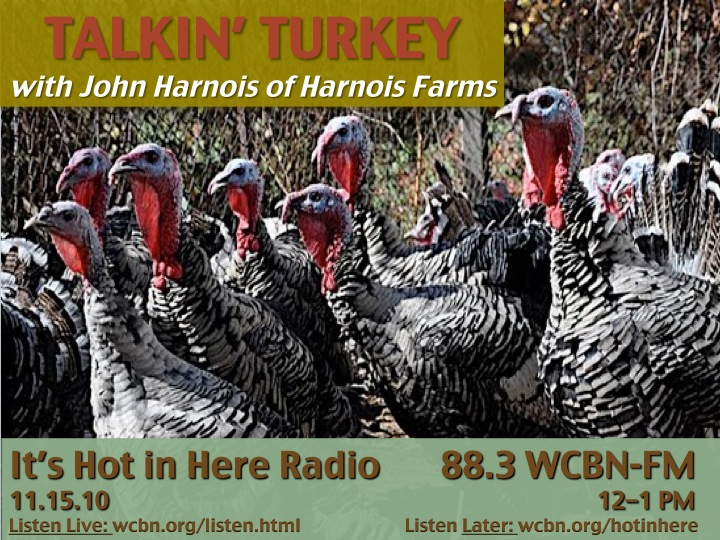 TALKIN' TURKEY
with John Harnois of Harnois Farms
It's Hot in Here Radio 88.3 WCBN-FM
11.15.10 12–1 PM
Listen Live: wcbn.org/listen.html Listen Later: wcbn.org/hotinhere